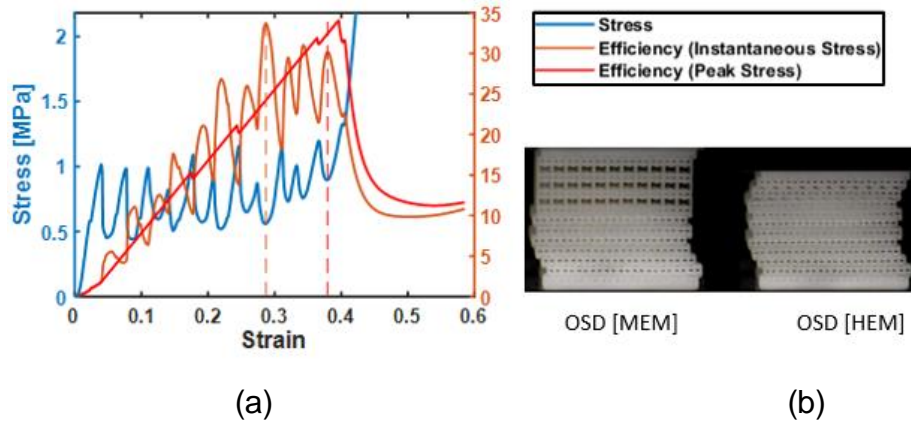 Stress [MPa]
2
1.5
1
0.5
0
35
30
25
20
15
10
5
0
0 0.1 0.2 0.3 0.4 0.5 0.6
Strain
(a)
Stress
Efficiency (Instantaneous Stress)
Efficiency (Peak Stress)
OSD [MEM] OSD [HEM]
(b)